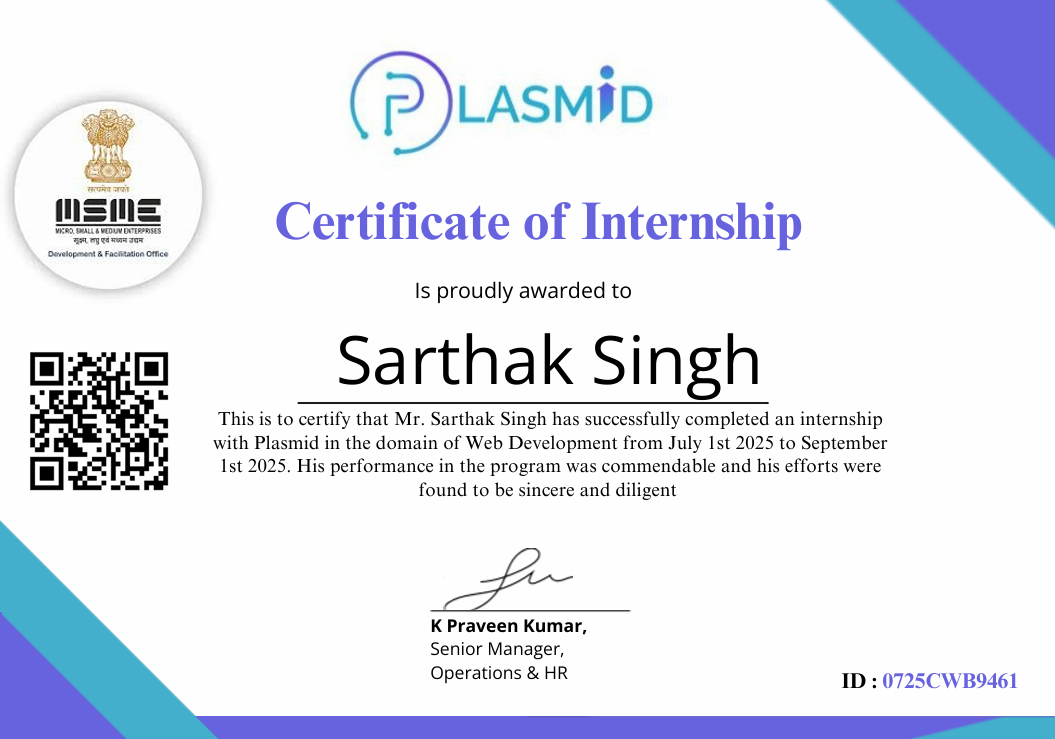 PLASMID
सत्यमेव जयते
MSME
MICRO, SMALL & MEDIUM ENTERPRISES
सूक्ष्म, लघु एवं मध्यम उद्यम
Development & Facilitation Office
Certificate of Internship
Is proudly awarded to
Sarthak Singh
This is to certify that Mr. Sarthak Singh has successfully completed an internship
with Plasmid in the domain of Web Development from July 1st 2025 to September
1st 2025. His performance in the program was commendable and his efforts were
found to be sincere and diligent
K Praveen Kumar,
Senior Manager,
Operations & HR
ID : 0725CWB9461